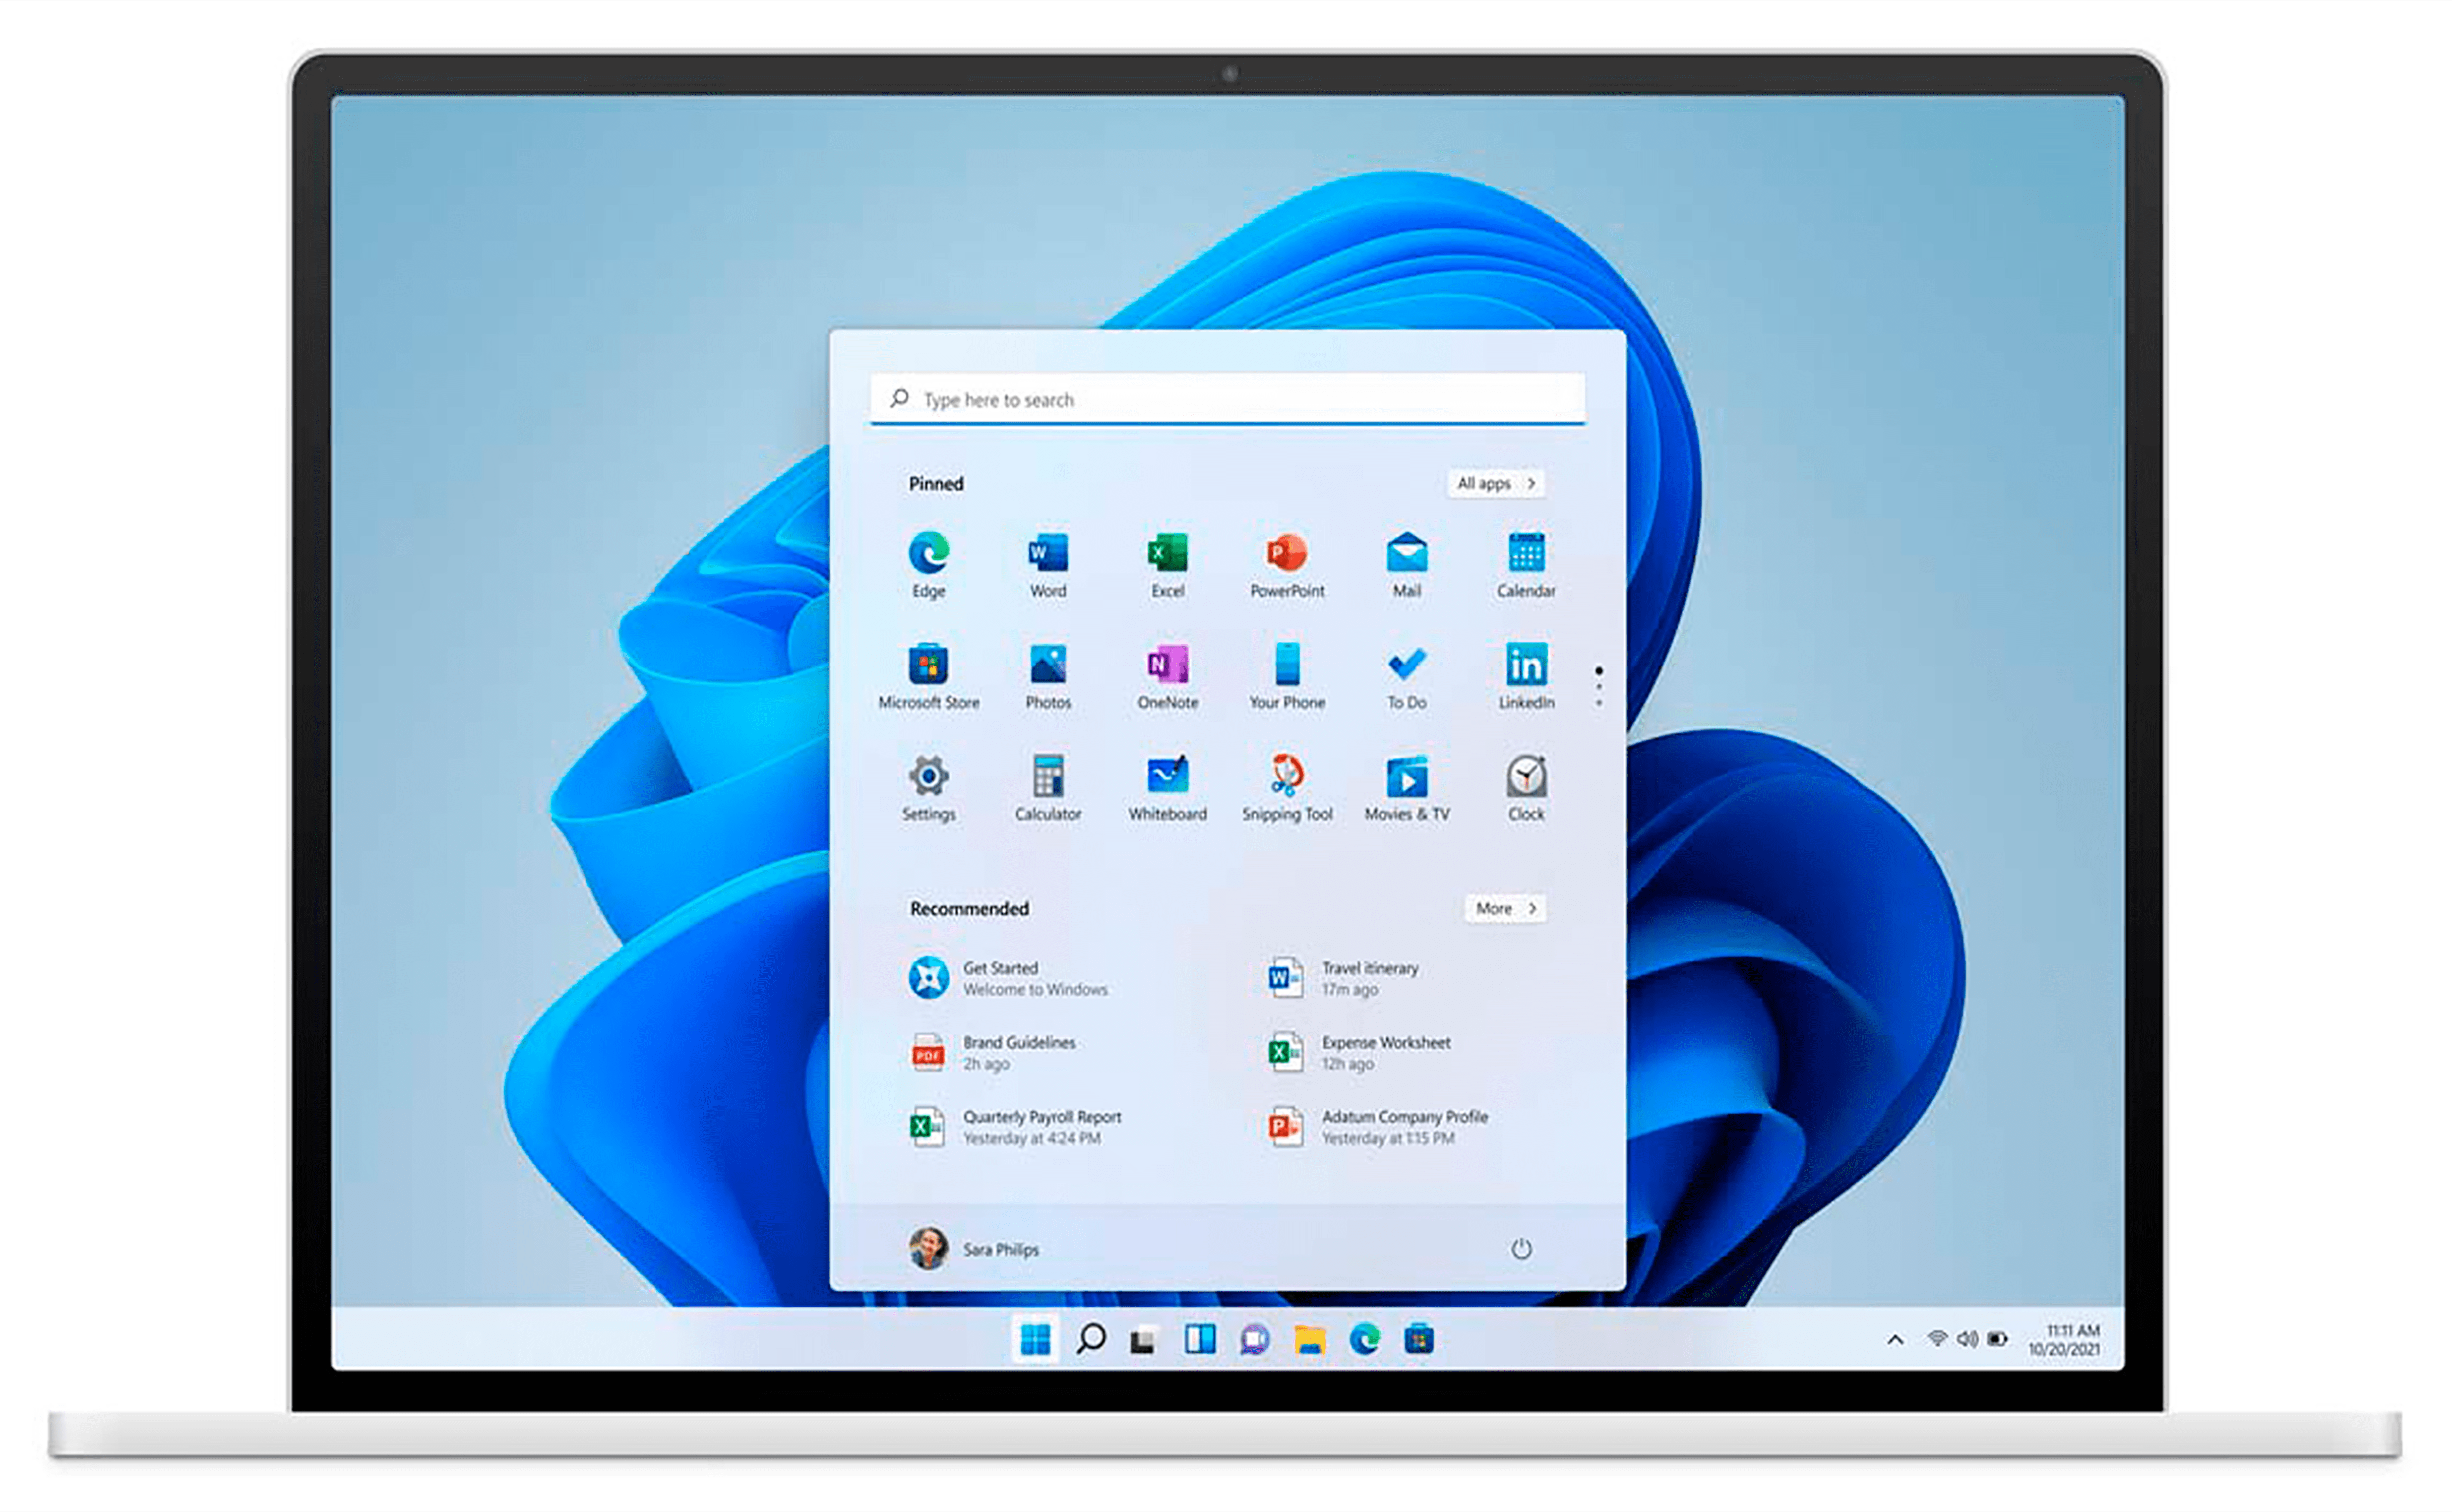 Type here to search
Pinned
All apps
Edge
Word
Excel
PowerPoint
Mail
Calendar
Microsoft Store
Photos
OneNote
Your Phone
To Do
LinkedIn
Settings
Calculator
Whiteboard
Snipping Tool
Movies & TV
Clock
Recommended
More
Get Started
Welcome to Windows
Travel itinerary
17m ago
PDF
Brand Guidelines
2h ago
Expense Worksheet
12h ago
Quarterly Payroll Report
Yesterday at 4:24 PM
Adatum Company Profile
Yesterday at 1:15 PM
Sara Philips
11:11 AM
10/20/2021